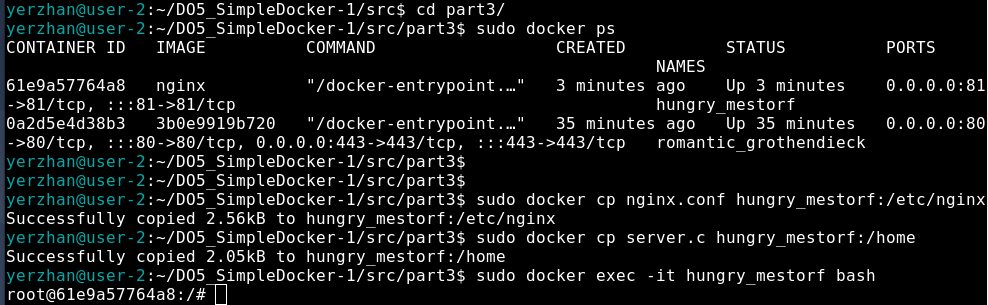 yerzhan@user-2:~/DO5_SimpleDocker-1/src$ cd part3/
yerzhan@user-2:~/DO5_SimpleDocker-1/src/part3$ sudo docker ps
CONTAINER ID   IMAGE          COMMAND                  CREATED          STATUS          PORTS
                                                                  NAMES
61e9a57764a8   nginx          "/docker-entrypoint.…"   3 minutes ago    Up 3 minutes    0.0.0.0:81
->81/tcp, :::81->81/tcp                                           hungry_mestorf
0a2d5e4d38b3   3b0e9919b720   "/docker-entrypoint.…"   35 minutes ago   Up 35 minutes   0.0.0.0:80
->80/tcp, :::80->80/tcp, 0.0.0.0:443->443/tcp, :::443->443/tcp   romantic_grothendieck
yerzhan@user-2:~/DO5_SimpleDocker-1/src/part3$
yerzhan@user-2:~/DO5_SimpleDocker-1/src/part3$
yerzhan@user-2:~/DO5_SimpleDocker-1/src/part3$ sudo docker cp nginx.conf hungry_mestorf:/etc/nginx
Successfully copied 2.56kB to hungry_mestorf:/etc/nginx
yerzhan@user-2:~/DO5_SimpleDocker-1/src/part3$ sudo docker cp server.c hungry_mestorf:/home
Successfully copied 2.05kB to hungry_mestorf:/home
yerzhan@user-2:~/DO5_SimpleDocker-1/src/part3$ sudo docker exec -it hungry_mestorf bash
root@61e9a57764a8:/#